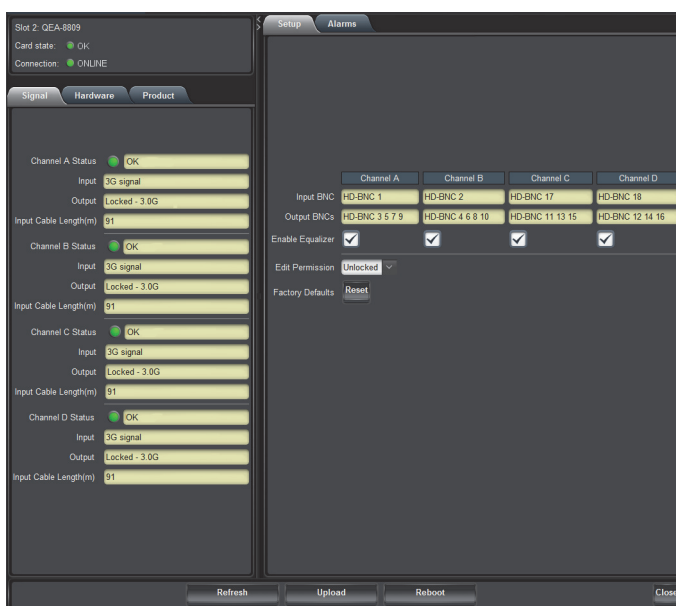 Slot 2: QEA-8809
Card state: OK
Connection: ONLINE
Signal Hardware Product
Channel A Status OK
Input 3G signal
Output Locked - 3.0G
Input Cable Length(m) 91
Channel B Status OK
Input 3G signal
Output Locked - 3.0G
Input Cable Length(m) 91
Channel C Status OK
Input 3G signal
Output Locked - 3.0G
Input Cable Length(m) 91
Channel D Status OK
Input 3G signal
Output Locked - 3.0G
Input Cable Length(m) 91
Setup Alarms
Channel A Channel B Channel C Channel D
Input BNC HD-BNC 1 HD-BNC 2 HD-BNC 17 HD-BNC 18
Output BNCs HD-BNC 3 5 7 9 HD-BNC 4 6 8 10 HD-BNC 11 13 15 HD-BNC 12 14 16
Enable Equalizer
Edit Permission Unlocked
Factory Defaults Reset
Refresh Upload Reboot Close